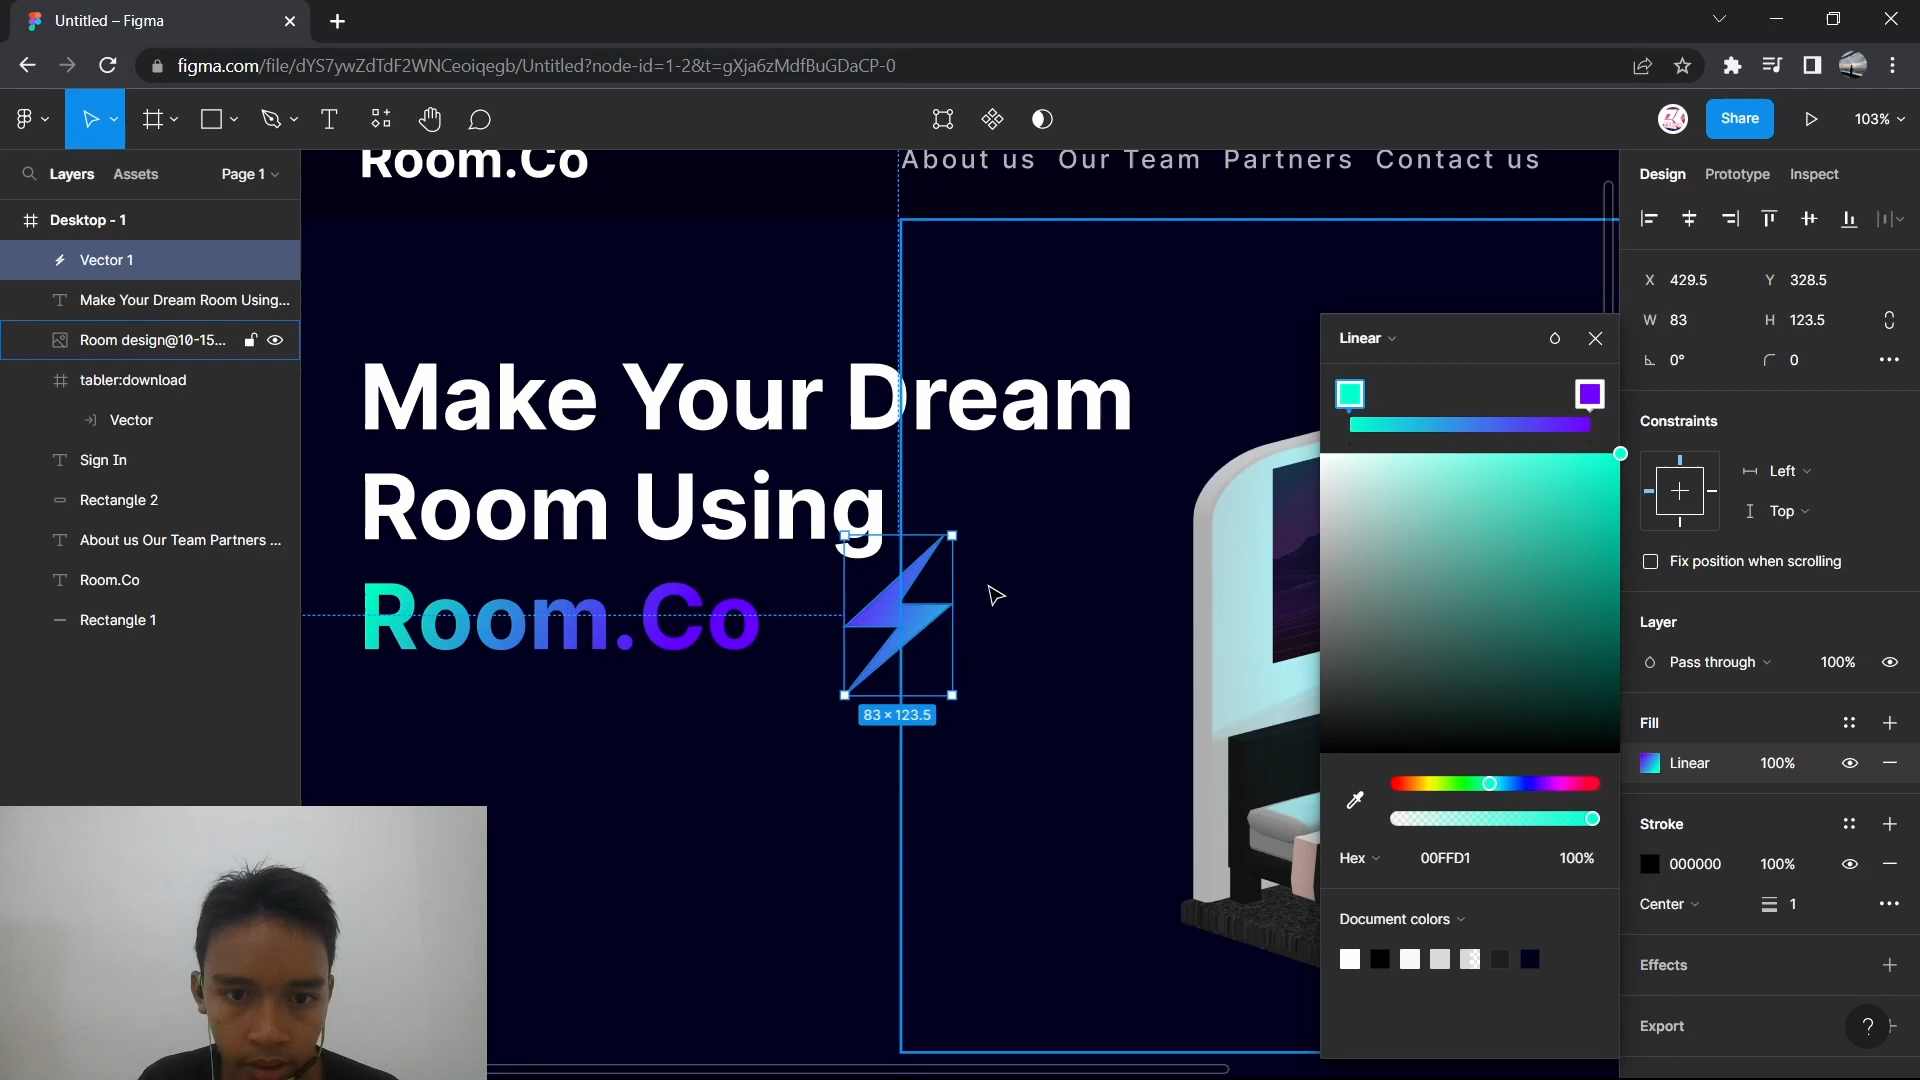 Untitled – Figma
figma.com/file/dYS7ywZdTdF2WNCeoiqegb/Untitled?node-id=1-2&t=gXja6zMdfBuGDaCP-0
Share
103%
Layers
Assets
Page 1
Desktop - 1
Vector 1
Make Your Dream Room Using...
Room design@10-15...
tabler:download
Vector
Sign In
Rectangle 2
About us Our Team Partners ...
Room.Co
Rectangle 1
Room.Co
About us Our Team Partners Contact us
Make Your Dream
Room Using
Room.Co
83 × 123.5
Linear
Hex
00FFD1
100%
Document colors
Design
Prototype
Inspect
X 429.5
Y 328.5
W 83
H 123.5
0°
0
Constraints
Left
Top
Fix position when scrolling
Layer
Pass through
100%
Fill
Linear
100%
Stroke
000000
100%
Center
1
Effects
Export
?